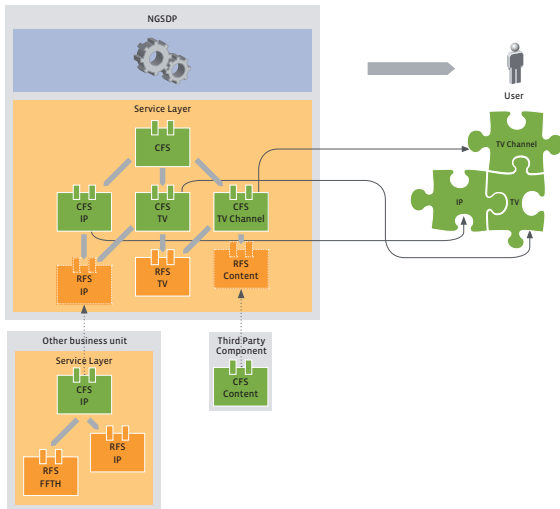 NGSDP
Service Layer
CFS
CFS
IP
CFS
TV
CFS
TV Channel
RFS
IP
RFS
TV
RFS
Content
User
TV Channel
IP
TV
Other business unit
Service Layer
CFS
IP
RFS
IP
RFS
FFTH
Third Party
Component
CFS
Content